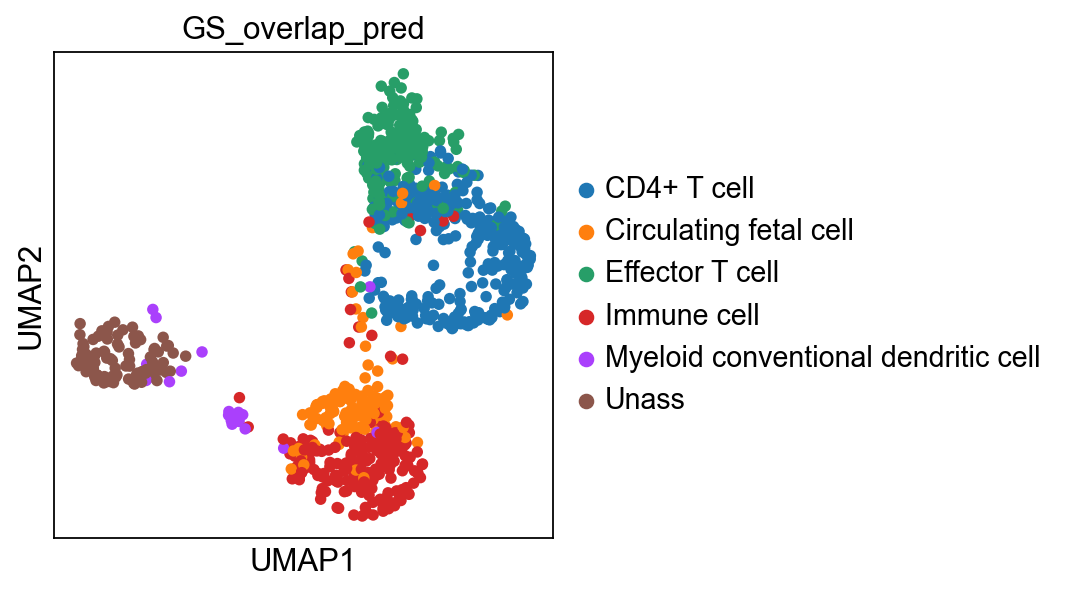 GS_overlap_pred
UMAP2
UMAP1
CD4+ T cell
Circulating fetal cell
Effector T cell
Immune cell
Myeloid conventional dendritic cell
Unass